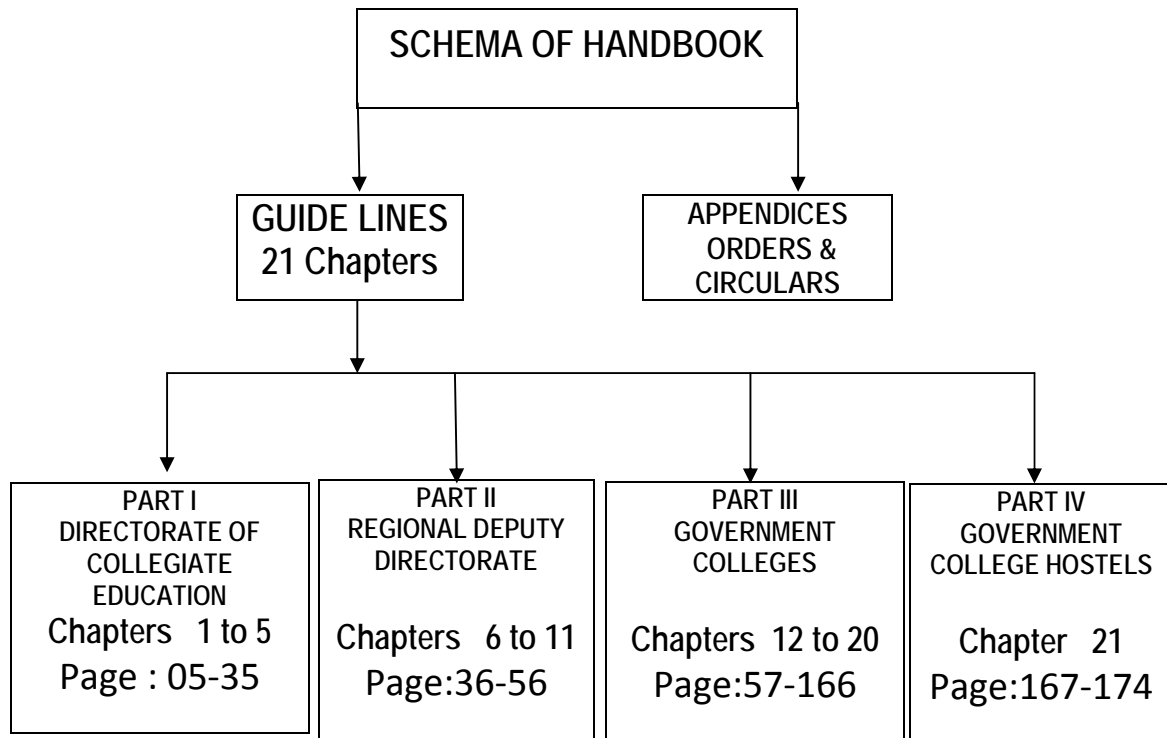 SCHEMA OF HANDBOOK
GUIDE LINES
21 Chapters
APPENDICES
ORDERS &
CIRCULARS
PART I
DIRECTORATE OF
COLLEGIATE
EDUCATION
Chapters 1 to 5
Page : 05-35
PART II
REGIONAL DEPUTY
DIRECTORATE
Chapters 6 to 11
Page:36-56
PART III
GOVERNMENT
COLLEGES
Chapters 12 to 20
Page:57-166
PART IV
GOVERNMENT
COLLEGE HOSTELS
Chapter 21
Page:167-174